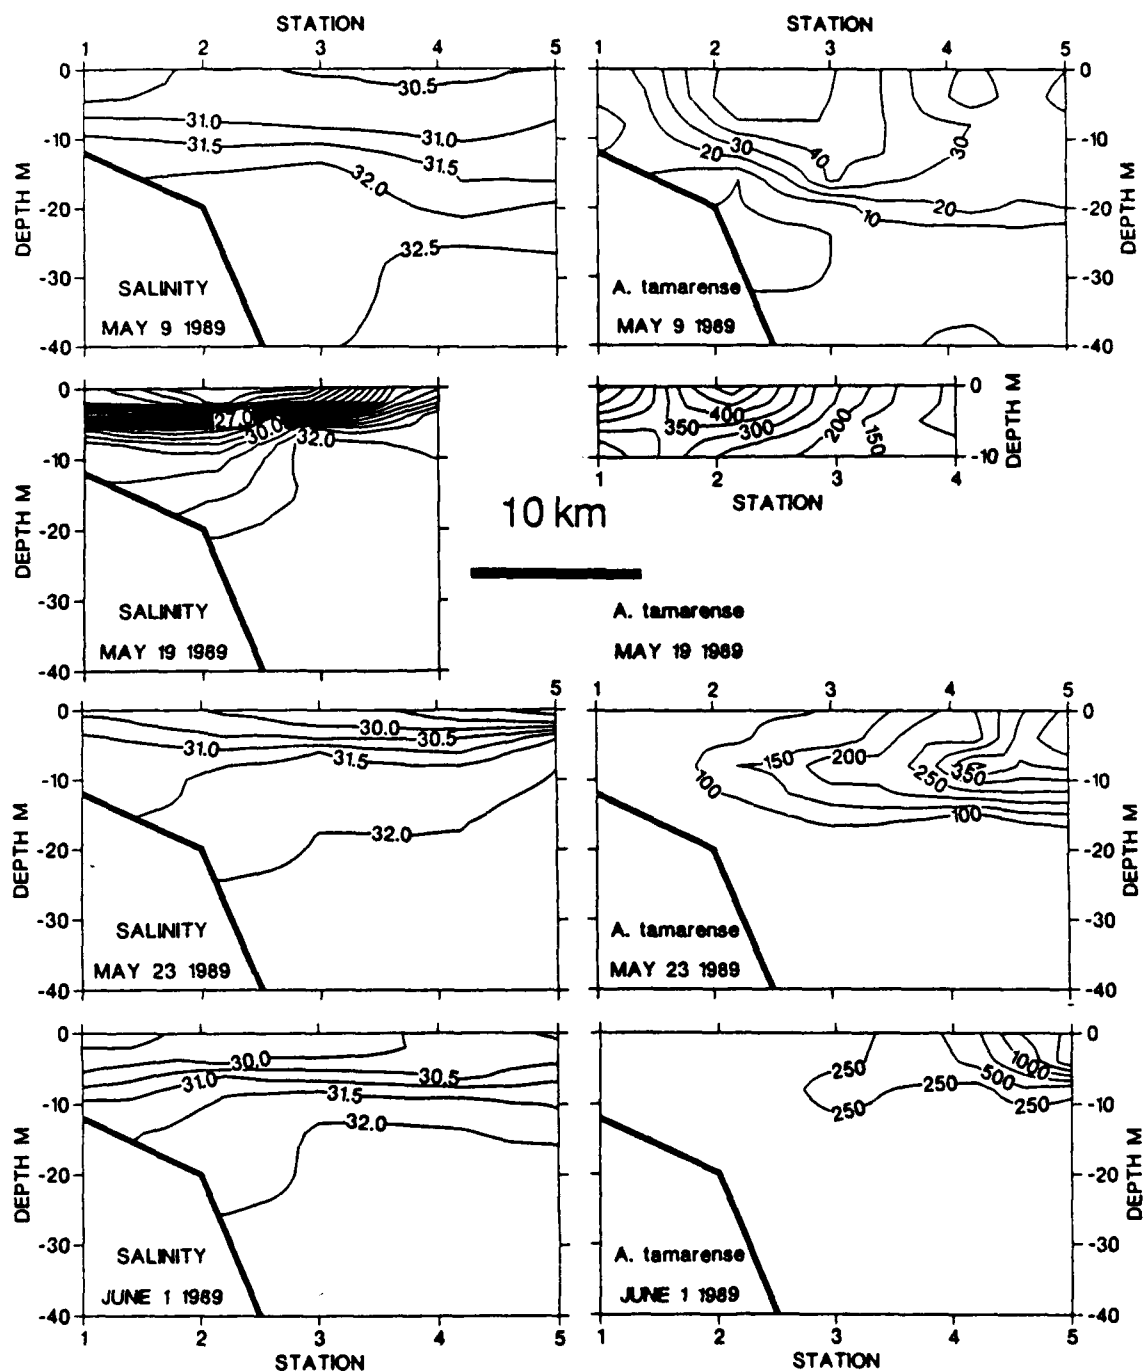 STATION
STATION
1 2 3 4 5
1 2 3 4 5
0
-10
-20
-30
-40
DEPTH M
30.5
31.0
31.0
31.5
31.5
32.0
32.5
SALINITY
MAY 9 1989
20
30
40
30
20
10
A. tamarense
MAY 9 1989
0
-10
-20
-30
-40
DEPTH M
0
-10
-20
-30
-40
DEPTH M
27.0
30.0
32.0
SALINITY
MAY 19 1989
400
350
300
200
150
0
-10
DEPTH M
1 2 3 4
STATION
10 km
A. tamarense
MAY 19 1989
5
1 2 3 4 5
0
-10
-20
-30
-40
DEPTH M
30.0
31.0
30.5
31.5
32.0
SALINITY
MAY 23 1989
150
200
100
250
350
100
A. tamarense
MAY 23 1989
0
-10
-20
-30
-40
DEPTH M
0
-10
-20
-30
-40
DEPTH M
30.0
31.0
30.5
31.5
32.0
SALINITY
JUNE 1 1989
1 2 3 4 5
STATION
250
250
250
500
1000
250
A. tamarense
JUNE 1 1989
0
-10
-20
-30
-40
DEPTH M
1 2 3 4 5
STATION